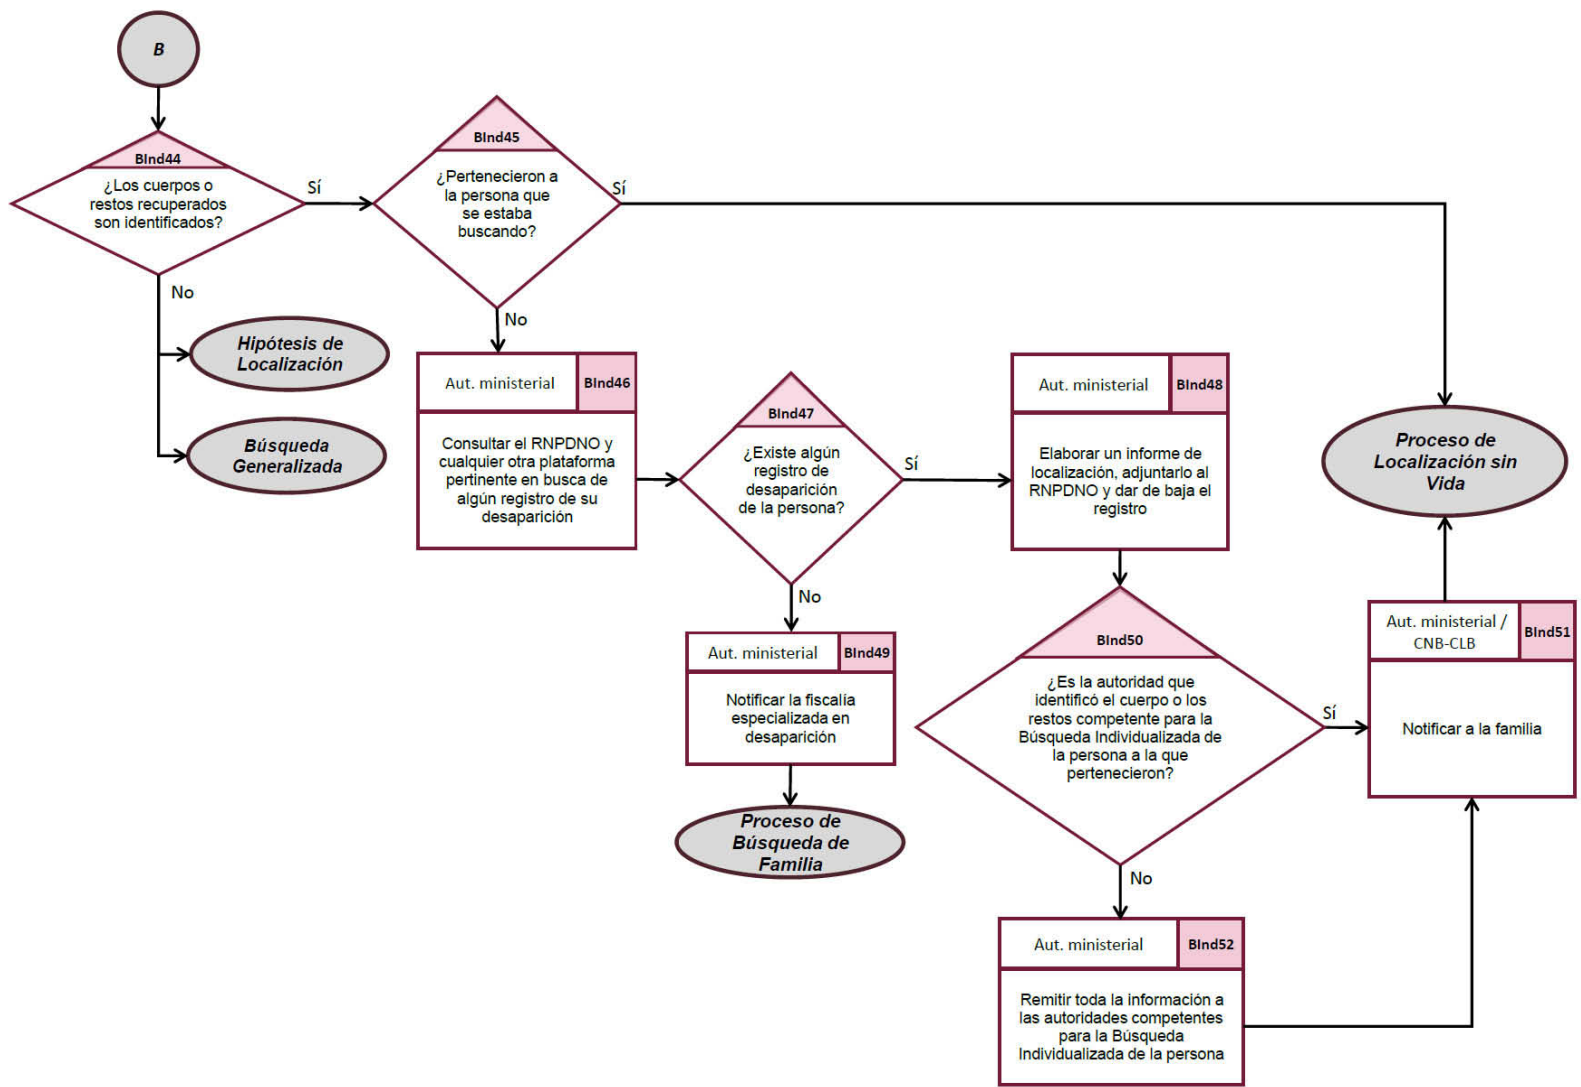 B
BInd44
¿Los cuerpos o
restos recuperados
son identificados?
Sí
No
Hipótesis de
Localización
Búsqueda
Generalizada
BInd45
¿Pertenecieron a
la persona que
se estaba
buscando?
Sí
No
Aut. ministerial
BInd46
Consultar el RNPDNO y
cualquier otra plataforma
pertinente en busca de
algún registro de su
desaparición
BInd47
¿Existe algún
registro de
desaparición
de la persona?
Sí
No
Aut. ministerial
BInd48
Elaborar un informe de
localización, adjuntarlo al
RNPDNO y dar de baja el
registro
Aut. ministerial
BInd49
Notificar la fiscalía
especializada en
desaparición
Proceso de
Búsqueda de
Familia
BInd50
¿Es la autoridad que
identificó el cuerpo o los
restos competente para la
Búsqueda Individualizada de
la persona a la que
pertenecieron?
Sí
No
Aut. ministerial /
CNB-CLB
BInd51
Notificar a la familia
Proceso de
Localización sin
Vida
Aut. ministerial
BInd52
Remitir toda la información a
las autoridades competentes
para la Búsqueda
Individualizada de la persona